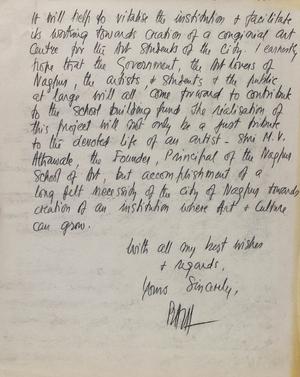 It will help to vitalise the institution & facilitate
its working towards creation of a congenial art
Centre for the Art Students of the City. I earnestly
hope that the Government, the Art lovers of
Nagpur, the artists & students & the public
at large will all come forward to contribute
to the school building fund. The realisation of
this project will not only be a just tribute
to the devoted life of an artist - Shri M.V.
Athavale, the Founder, Principal of the Nagpur
School of Art, but accomplishment of a
long felt necessity of the city of Nagpur towards
creation of an institution where Art & Culture
can grow.
With all my best wishes
& regards.
Yours Sincerely,